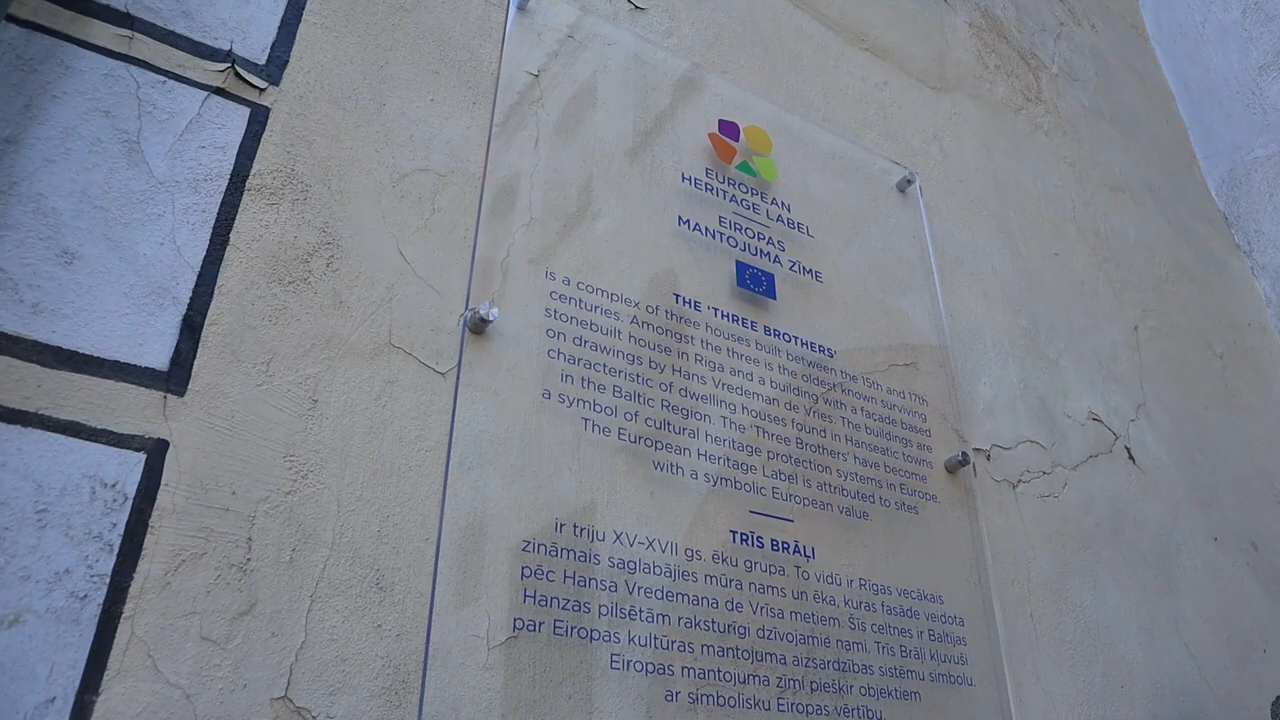 EUROPEAN
HERITAGE LABEL
EIROPAS
MANTOJUMA ZĪME
THE ‘THREE BROTHERS’
is a complex of three houses built between the 15th and 17th
centuries. Amongst the three is the oldest known surviving
stonebuilt house in Riga and a building with a façade based
on drawings by Hans Vredeman de Vries. The buildings are
characteristic of dwelling houses found in Hanseatic towns
in the Baltic Region. The ‘Three Brothers’ have become
a symbol of cultural heritage protection systems in Europe.
The European Heritage Label is attributed to sites
with a symbolic European value.
TRĪS BRĀĻI
ir triju XV–XVII gs. ēku grupa. To vidū ir Rīgas vecākais
zināmais saglabājies mūra nams un ēka, kuras fasāde veidota
pēc Hansa Vredemana de Vrīsa metiem. Šīs celtnes ir Baltijas
Hanzas pilsētām raksturīgi dzīvojamie nami. Trīs Brāļi kļuvuši
par Eiropas kultūras mantojuma aizsardzības sistēmu simbolu.
Eiropas mantojuma zīmi piešķir objektiem
ar simbolisku Eiropas vērtību.